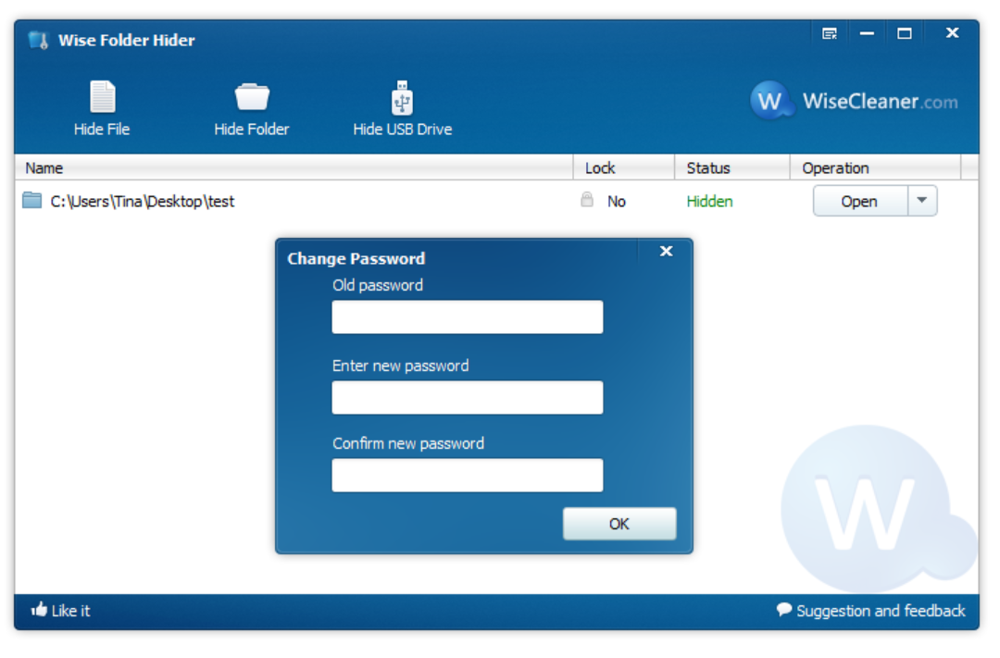 Wise Folder Hider
Hide File Hide Folder Hide USB Drive
W WiseCleaner.com
Name Lock Status Operation
C:\Users\Tina\Desktop\test No Hidden Open
Change Password
Old password
Enter new password
Confirm new password
OK
W
Like it Suggestion and feedback